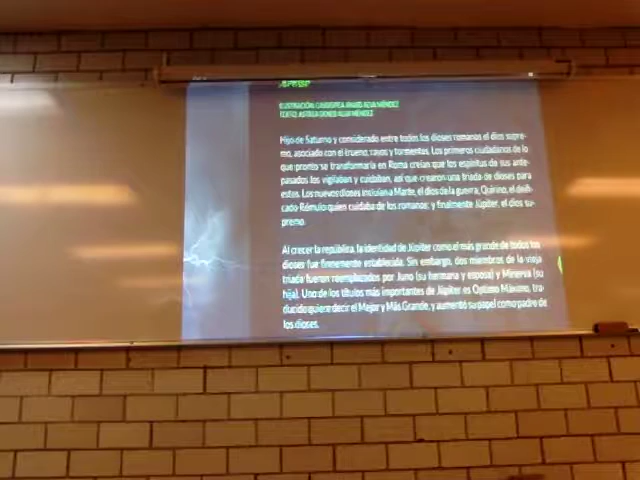 JÚPITER
ILUSTRACIÓN: ALVA MÉNDEZ
TEXTO: ALVA MÉNDEZ
Hijo de Saturno y considerado entre todos los dioses romanos el dios supre-
mo, asociado con el trueno, rayos y tormentas. Los primeros ciudadanos de lo
que pronto se transformaría en Roma creían que los espíritus de sus ante-
pasados los vigilaban y cuidaban, así que crearon una triada de dioses para
estos. Los nuevos dioses incluían a Marte, el dios de la guerra, Quirino, el deifi-
cado Rómulo quien cuidaba de los romanos, y finalmente Júpiter, el dios su-
premo.
Al crecer la república, la identidad de Júpiter como el más grande de todos los
dioses fue firmemente establecida. Sin embargo, dos miembros de la vieja
triada fueron reemplazados por Juno (su hermana y esposa) y Minerva (su
hija). Uno de los títulos más importantes de Júpiter es Optimo Máximo, tra-
ducido quiere decir el Mejor y Más Grande, y aumentó su papel como padre de
los dioses.